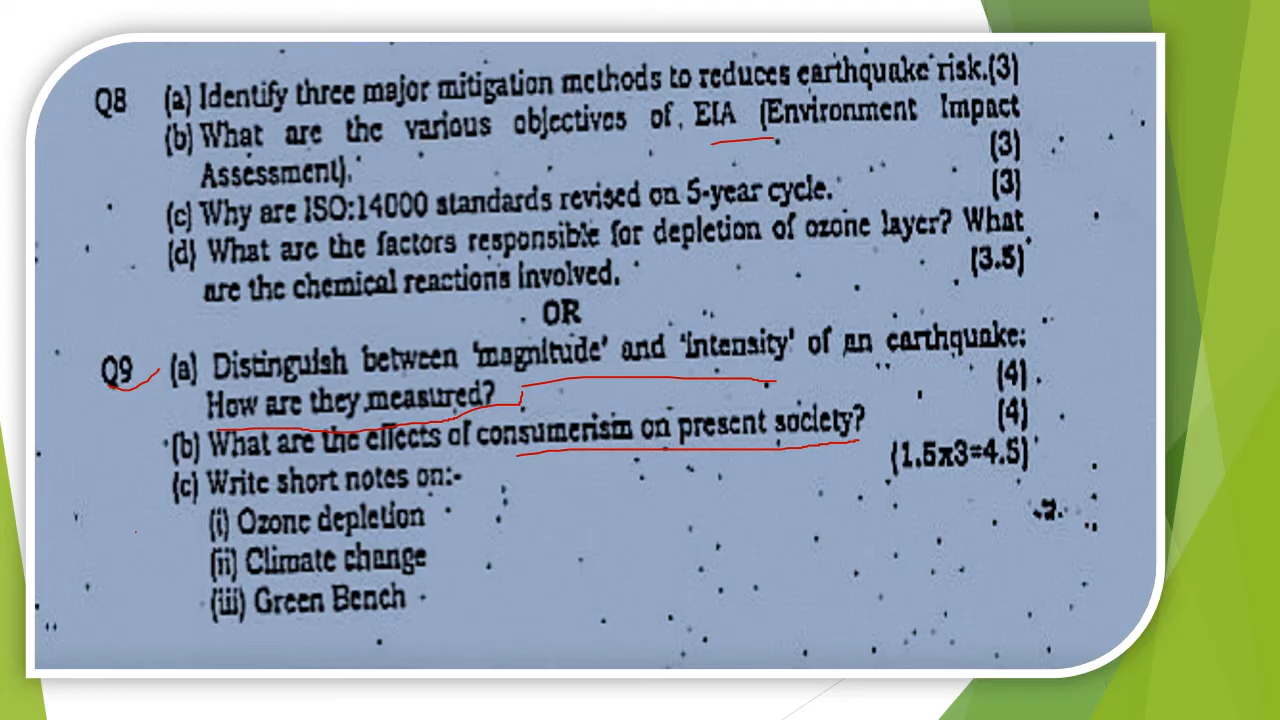 Q8 (a) Identify three major mitigation methods to reduces earthquake risk.(3)
(b) What are the various objectives of EIA (Environment Impact
Assessment). (3)
(c) Why are ISO:14000 standards revised on 5-year cycle. (3)
(d) What are the factors responsible for depletion of ozone layer? What
are the chemical reactions involved. (3.5)
OR
Q9 (a) Distinguish between 'magnitude' and 'intensity' of an earthquake:
How are they measured? (4)
(b) What are the effects of consumerism on present society? (4)
(c) Write short notes on:- (1.5x3=4.5)
(i) Ozone depletion
(ii) Climate change
(iii) Green Bench